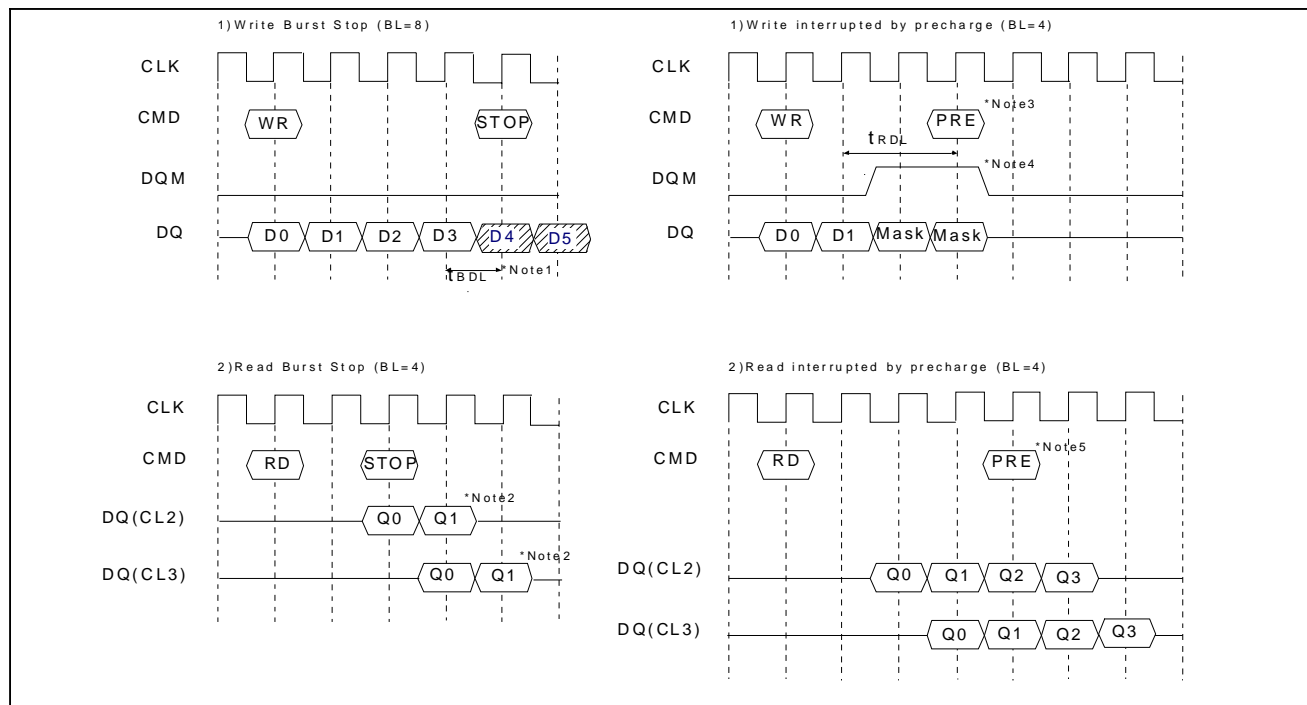 1)Write Burst Stop (BL=8)
CLK
CMD
WR
STOP
DQM
DQ
D0 D1 D2 D3 D4 D5
tBDL *Note1
1)Write interrupted by precharge (BL=4)
CLK
CMD
WR
PRE
*Note3
tRDL
DQM
*Note4
DQ
D0 D1 Mask Mask
2)Read Burst Stop (BL=4)
CLK
CMD
RD
STOP
DQ(CL2)
Q0 Q1
*Note2
DQ(CL3)
Q0 Q1
*Note2
2)Read interrupted by precharge (BL=4)
CLK
CMD
RD
PRE
*Note5
DQ(CL2)
Q0 Q1 Q2 Q3
DQ(CL3)
Q0 Q1 Q2 Q3